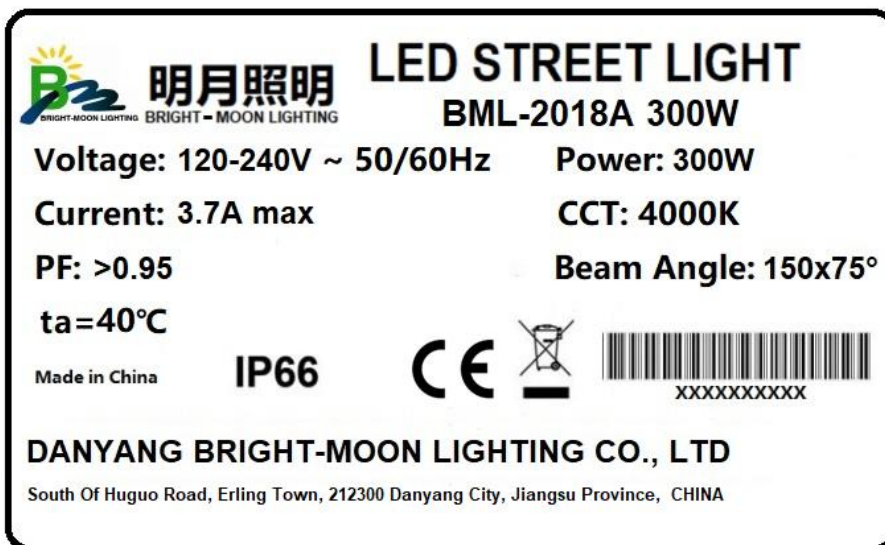 LED STREET LIGHT
BML-2018A 300W
BRIGHT-MOON LIGHTING
明月照明
BRIGHT-MOON LIGHTING
Voltage: 120-240V ~ 50/60Hz
Power: 300W
Current: 3.7A max
CCT: 4000K
PF: >0.95
Beam Angle: 150x75°
ta=40℃
Made in China
IP66
CE
XXXXXXXXXX
DANYANG BRIGHT-MOON LIGHTING CO., LTD
South Of Huguo Road, Erling Town, 212300 Danyang City, Jiangsu Province, CHINA